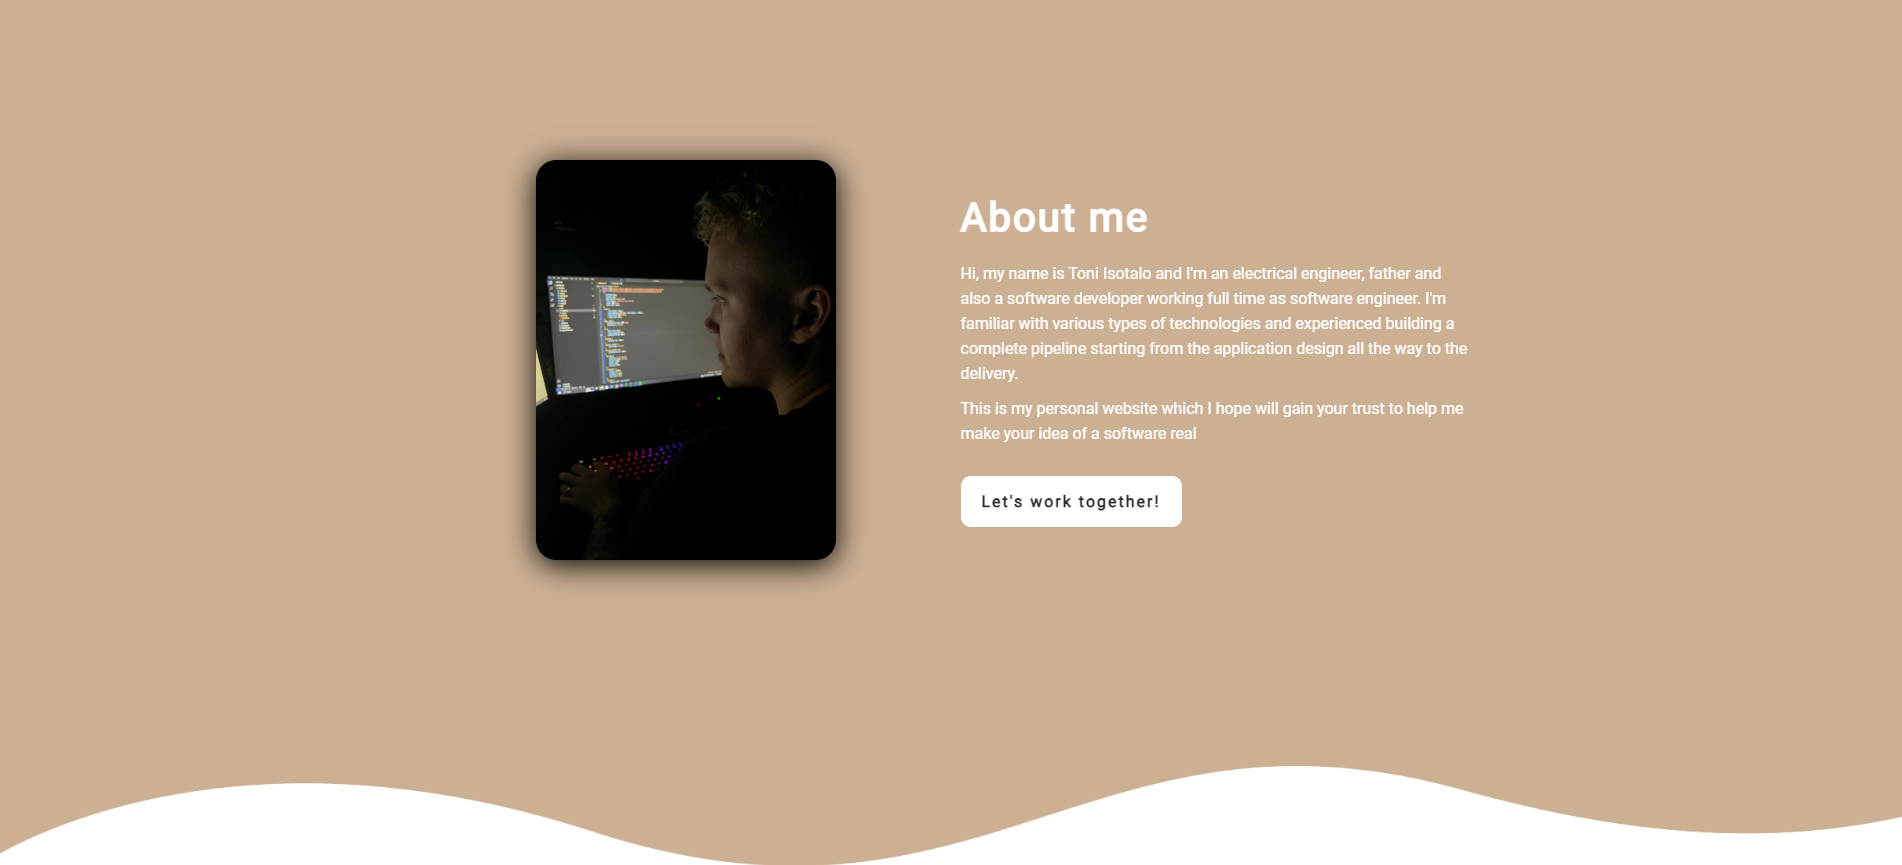 About me
Hi, my name is Toni Isotalo and I'm an electrical engineer, father and
also a software developer working full time as software engineer. I'm
familiar with various types of technologies and experienced building a
complete pipeline starting from the application design all the way to the
delivery.
This is my personal website which I hope will gain your trust to help me
make your idea of a software real
Let's work together!